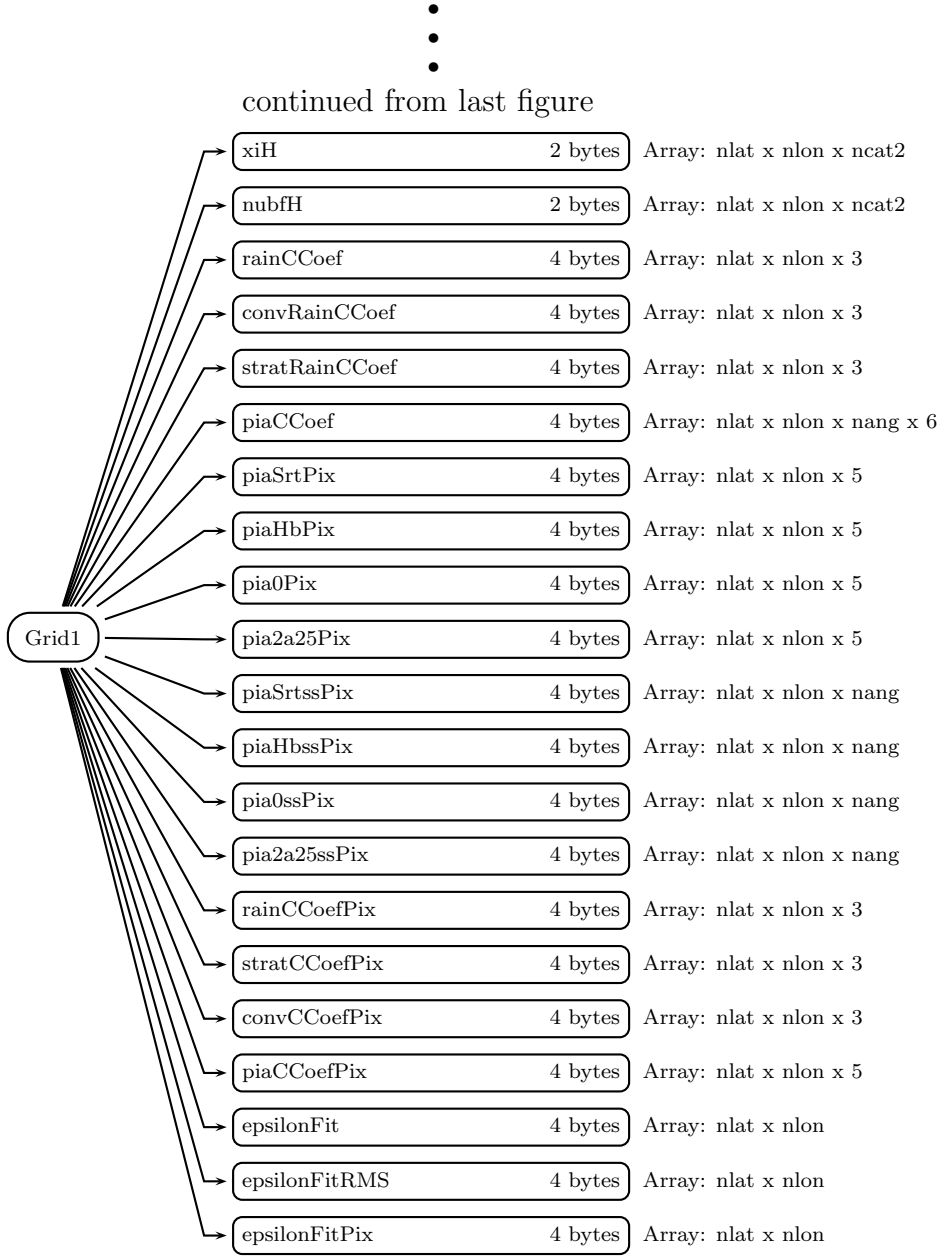 continued from last figure
xiH 2 bytes Array: nlat x nlon x ncat2
nubfH 2 bytes Array: nlat x nlon x ncat2
rainCCoef 4 bytes Array: nlat x nlon x 3
convRainCCoef 4 bytes Array: nlat x nlon x 3
stratRainCCoef 4 bytes Array: nlat x nlon x 3
piaCCoef 4 bytes Array: nlat x nlon x nang x 6
piaSrtPix 4 bytes Array: nlat x nlon x 5
piaHbPix 4 bytes Array: nlat x nlon x 5
pia0Pix 4 bytes Array: nlat x nlon x 5
Grid1
pia2a25Pix 4 bytes Array: nlat x nlon x 5
piaSrtssPix 4 bytes Array: nlat x nlon x nang
piaHbssPix 4 bytes Array: nlat x nlon x nang
pia0ssPix 4 bytes Array: nlat x nlon x nang
pia2a25ssPix 4 bytes Array: nlat x nlon x nang
rainCCoefPix 4 bytes Array: nlat x nlon x 3
stratCCoefPix 4 bytes Array: nlat x nlon x 3
convCCoefPix 4 bytes Array: nlat x nlon x 3
piaCCoefPix 4 bytes Array: nlat x nlon x 5
epsilonFit 4 bytes Array: nlat x nlon
epsilonFitRMS 4 bytes Array: nlat x nlon
epsilonFitPix 4 bytes Array: nlat x nlon